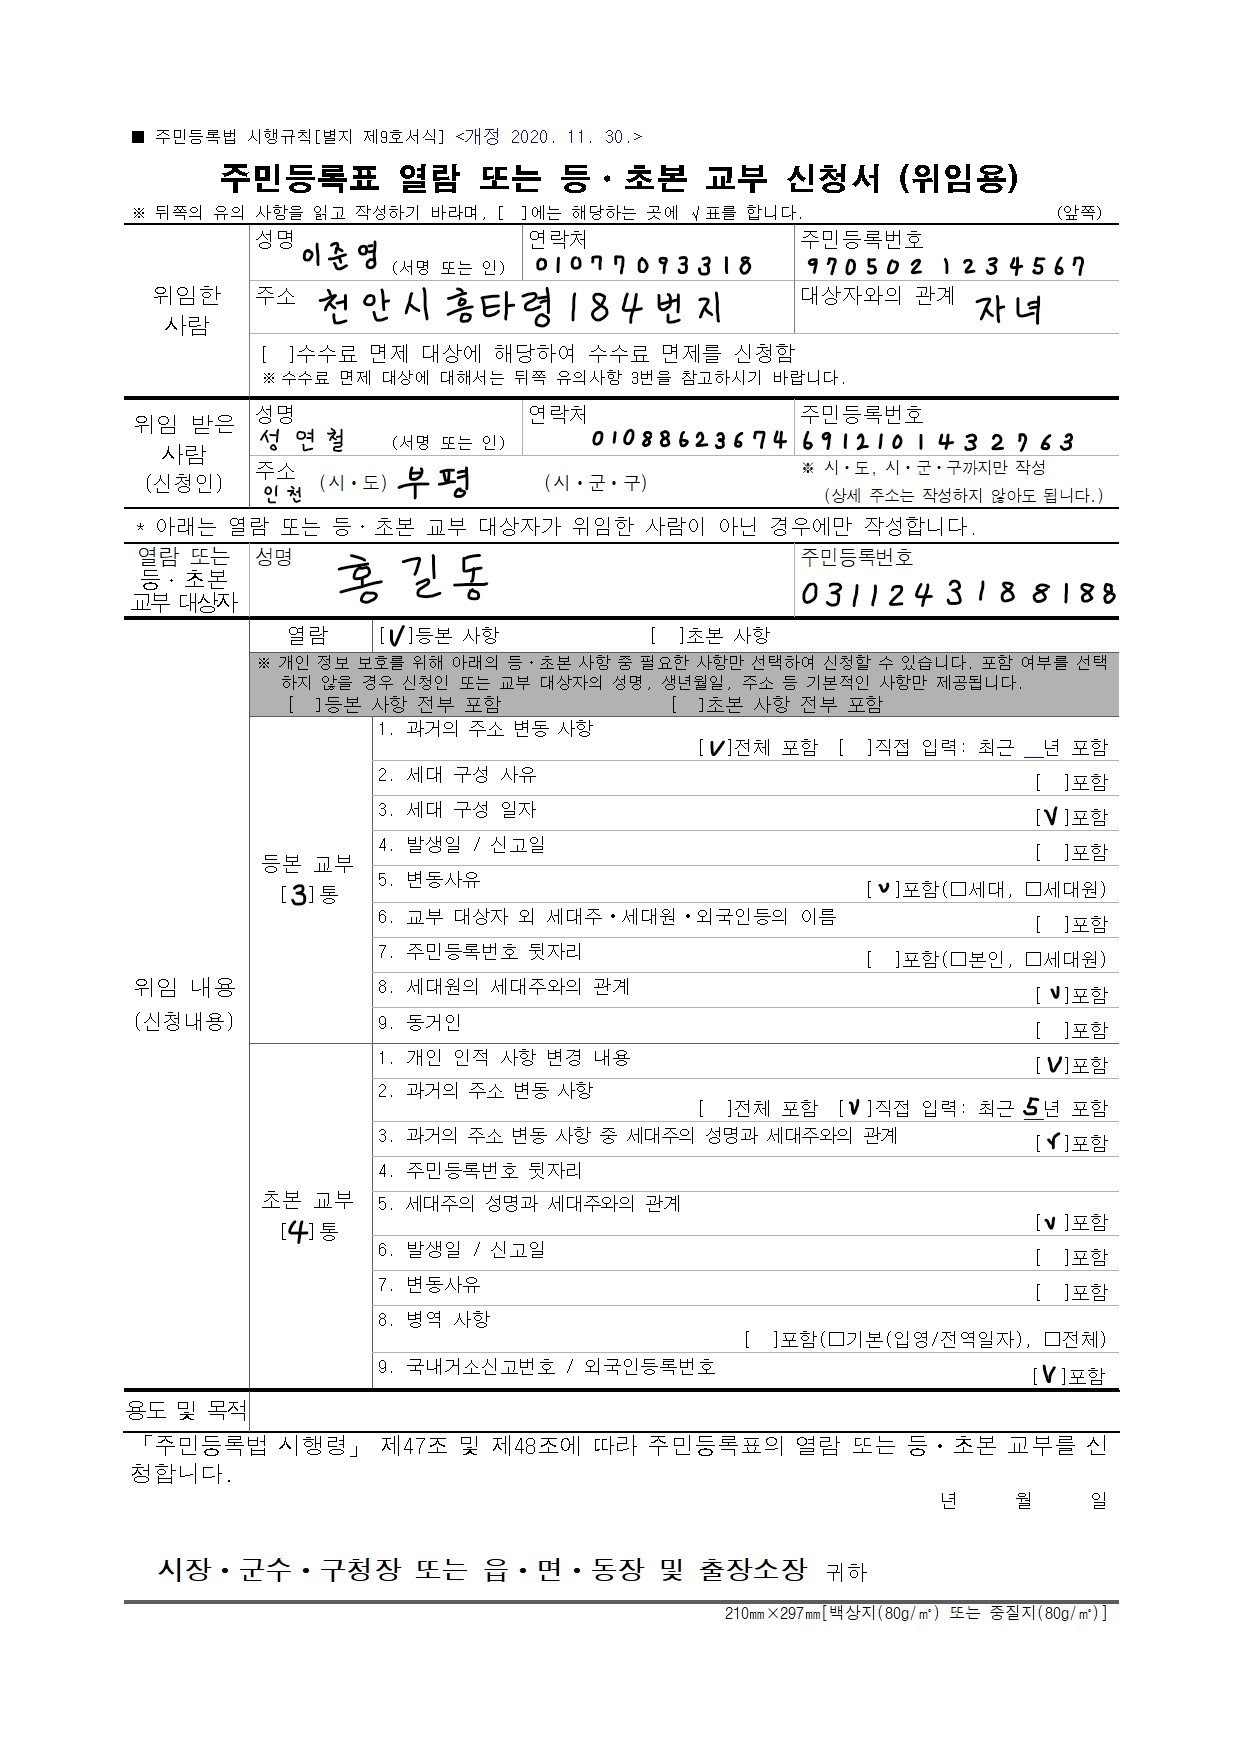 ■ 주민등록법 시행규칙[별지 제9호서식] <개정 2020. 11. 30.>
주민등록표 열람 또는 등·초본 교부 신청서 (위임용)
※ 뒤쪽의 유의 사항을 읽고 작성하기 바라며, [ ]에는 해당하는 곳에 √표를 합니다. (앞쪽)
위임한 사람
성명 이준영 (서명 또는 인)
연락처 01077093318
주민등록번호 970502 1234567
주소 천안시 흥타령 184번지
대상자와의 관계 자녀
[ ]수수료 면제 대상에 해당하여 수수료 면제를 신청함
※ 수수료 면제 대상에 대해서는 뒤쪽 유의사항 3번을 참고하시기 바랍니다.
위임 받은 사람 (신청인)
성명 성연철 (서명 또는 인)
연락처 01088623674
주민등록번호 6912101432763
주소 인천 (시·도) 부평 (시·군·구)
※ 시·도, 시·군·구까지만 작성
(상세 주소는 작성하지 않아도 됩니다.)
* 아래는 열람 또는 등·초본 교부 대상자가 위임한 사람이 아닌 경우에만 작성합니다.
열람 또는 등·초본 교부 대상자
성명 홍길동
주민등록번호 0311243188188
위임 내용 (신청내용)
열람 [V]등본 사항 [ ]초본 사항
※ 개인 정보 보호를 위해 아래의 등·초본 사항 중 필요한 사항만 선택하여 신청할 수 있습니다. 포함 여부를 선택
하지 않을 경우 신청인 또는 교부 대상자의 성명, 생년월일, 주소 등 기본적인 사항만 제공됩니다.
[ ]등본 사항 전부 포함 [ ]초본 사항 전부 포함
등본 교부 [3]통
1. 과거의 주소 변동 사항
[V]전체 포함 [ ]직접 입력: 최근 __년 포함
2. 세대 구성 사유 [ ]포함
3. 세대 구성 일자 [V]포함
4. 발생일 / 신고일 [ ]포함
5. 변동사유 [V]포함(□세대, □세대원)
6. 교부 대상자 외 세대주·세대원·외국인등의 이름 [ ]포함
7. 주민등록번호 뒷자리 [ ]포함(□본인, □세대원)
8. 세대원의 세대주와의 관계 [V]포함
9. 동거인 [ ]포함
초본 교부 [4]통
1. 개인 인적 사항 변경 내용 [V]포함
2. 과거의 주소 변동 사항
[ ]전체 포함 [V]직접 입력: 최근 5년 포함
3. 과거의 주소 변동 사항 중 세대주의 성명과 세대주와의 관계 [V]포함
4. 주민등록번호 뒷자리
5. 세대주의 성명과 세대주와의 관계 [V]포함
6. 발생일 / 신고일 [ ]포함
7. 변동사유 [ ]포함
8. 병역 사항
[ ]포함(□기본(입영/전역일자), □전체)
9. 국내거소신고번호 / 외국인등록번호 [V]포함
용도 및 목적
「주민등록법 시행령」 제47조 및 제48조에 따라 주민등록표의 열람 또는 등·초본 교부를 신
청합니다.
년 월 일
시장·군수·구청장 또는 읍·면·동장 및 출장소장 귀하
210㎜×297㎜[백상지(80g/㎡) 또는 중질지(80g/㎡)]